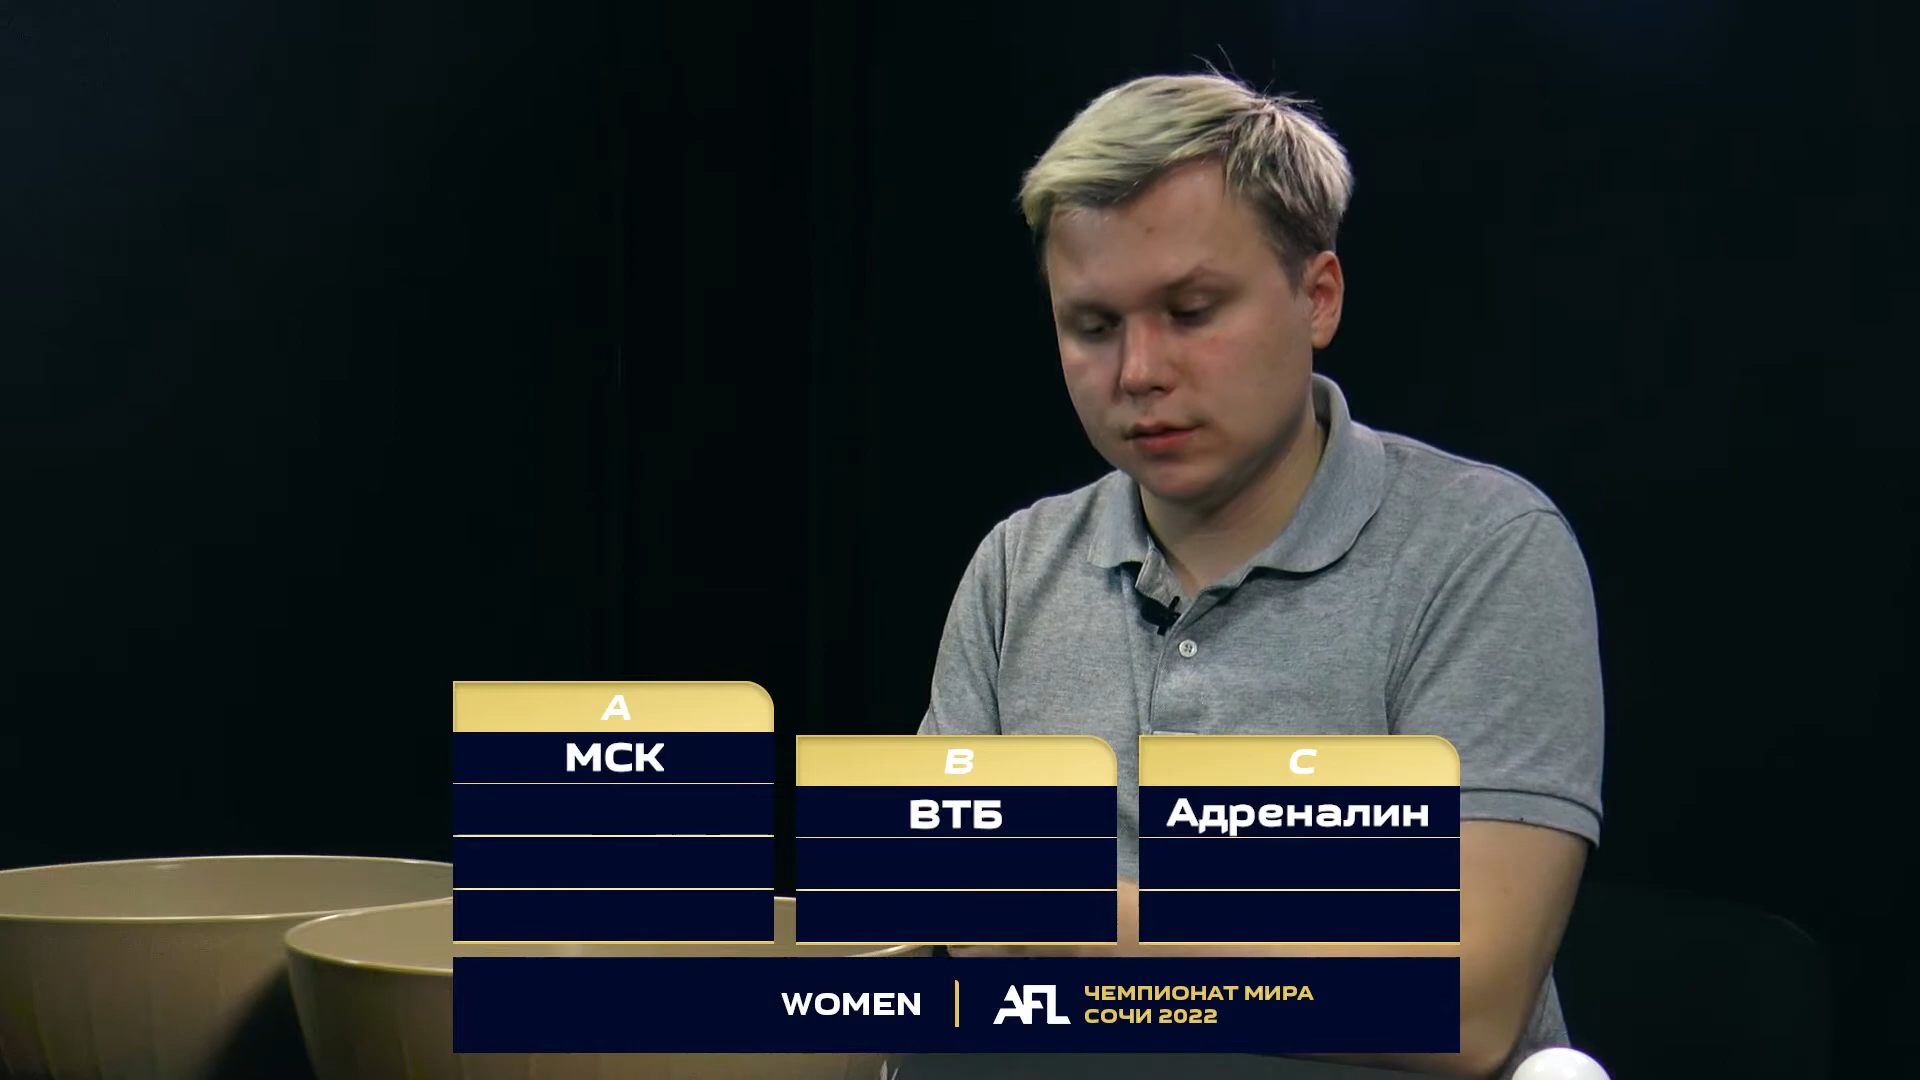 A
МСК
B
ВТБ
C
Адреналин
WOMEN
AFL
ЧЕМПИОНАТ МИРА
СОЧИ 2022